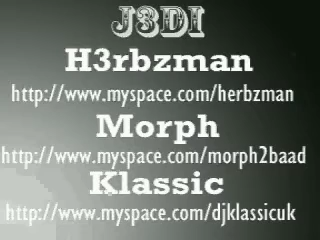 J3DI
H3rbzman
http://www.myspace.com/herbzman
Morph
http://www.myspace.com/morph2baad
Klassic
http://www.myspace.com/djklassicuk